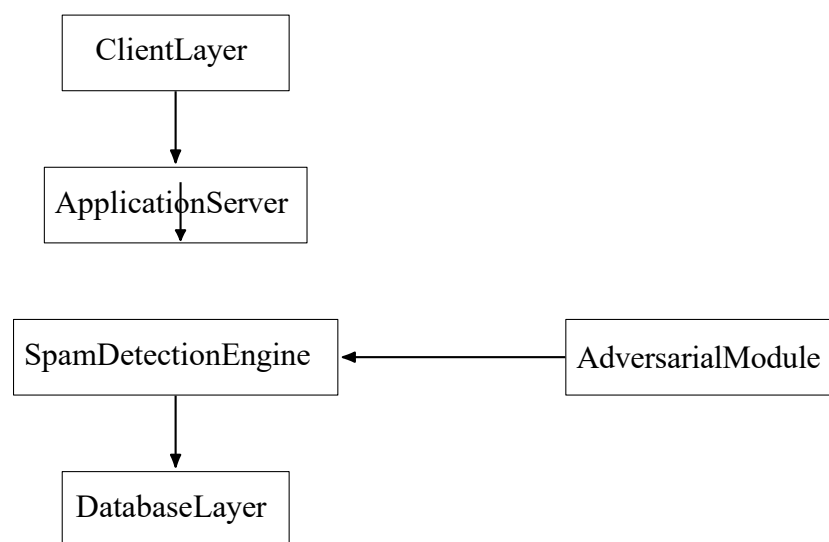 ClientLayer
ApplicationServer
SpamDetectionEngine
AdversarialModule
DatabaseLayer